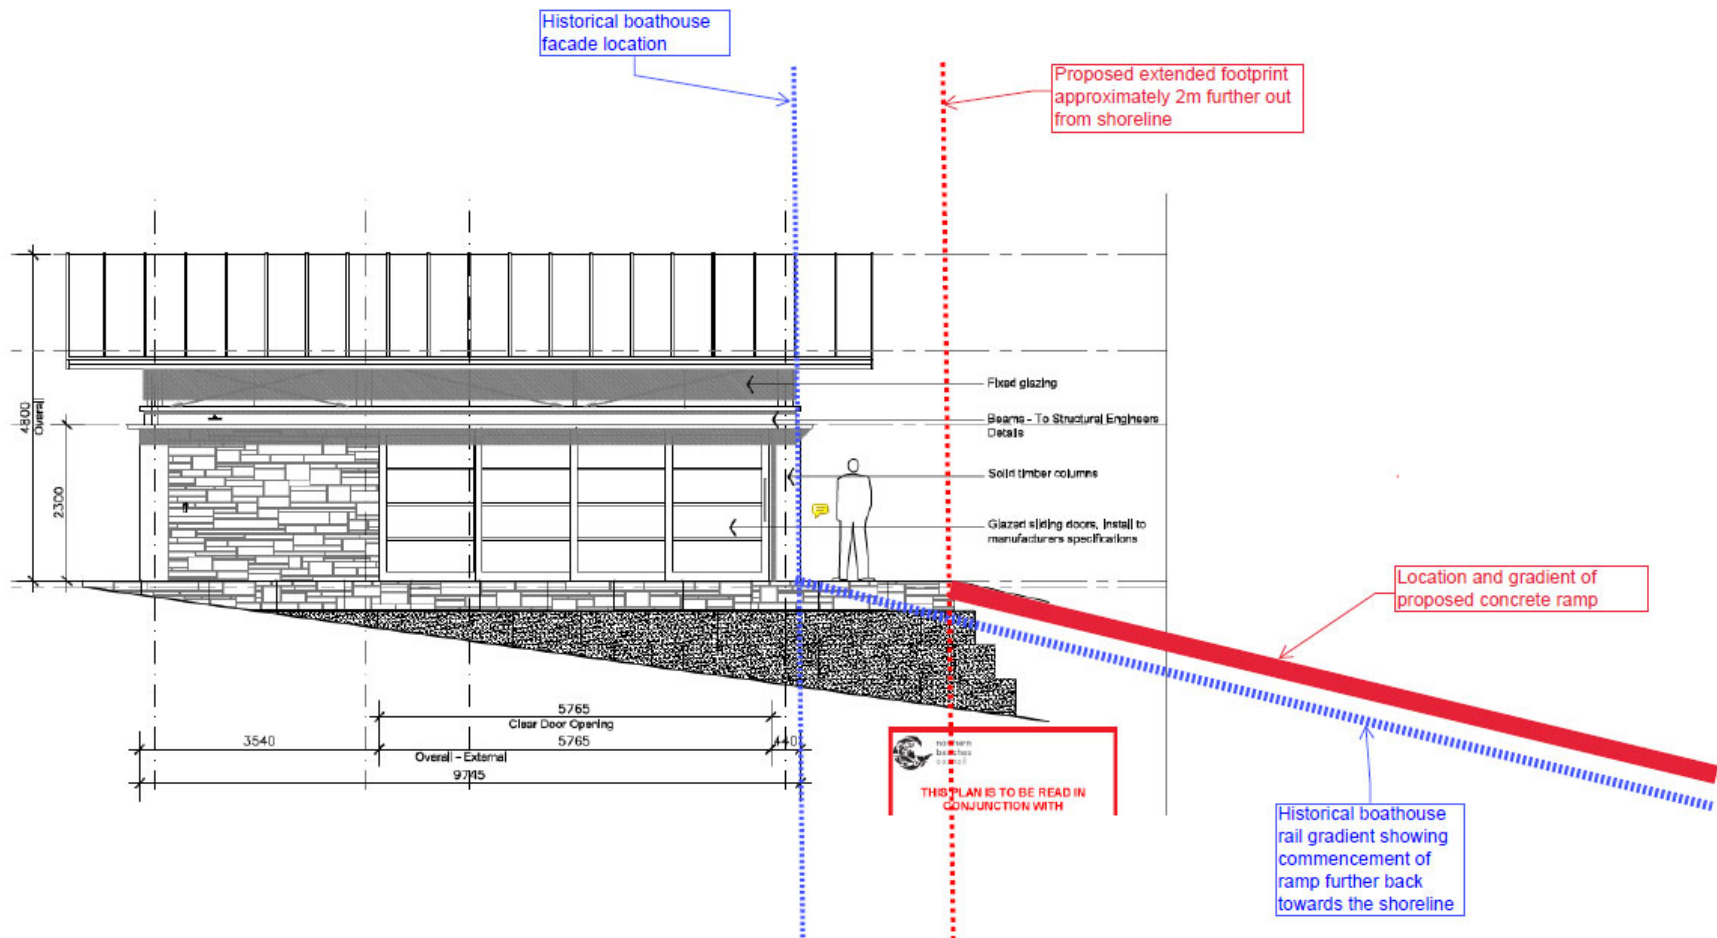 Historical boathouse
facade location
Proposed extended footprint
approximately 2m further out
from shoreline
Fixed glazing
Beams - To Structural Engineers
Details
Solid timber columns
Glazed sliding doors, Install to
manufacturers specifications
4800
Overall
2300
Location and gradient of
proposed concrete ramp
5765
Clear Door Opening
3540
5765
440
Overall - External
9745
northern
beaches
council
THIS PLAN IS TO BE READ IN
CONJUNCTION WITH
Historical boathouse
rail gradient showing
commencement of
ramp further back
towards the shoreline